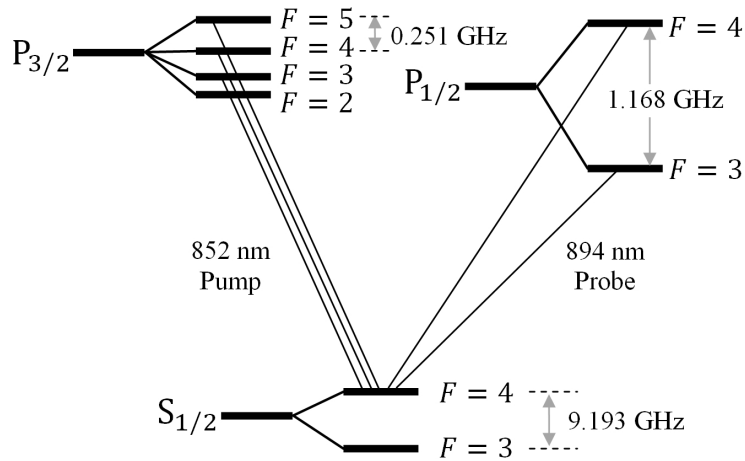 F = 5
F = 4
F = 3
F = 2
P3/2
0.251 GHz
P1/2
F = 4
1.168 GHz
F = 3
852 nm
Pump
894 nm
Probe
S1/2
F = 4
9.193 GHz
F = 3